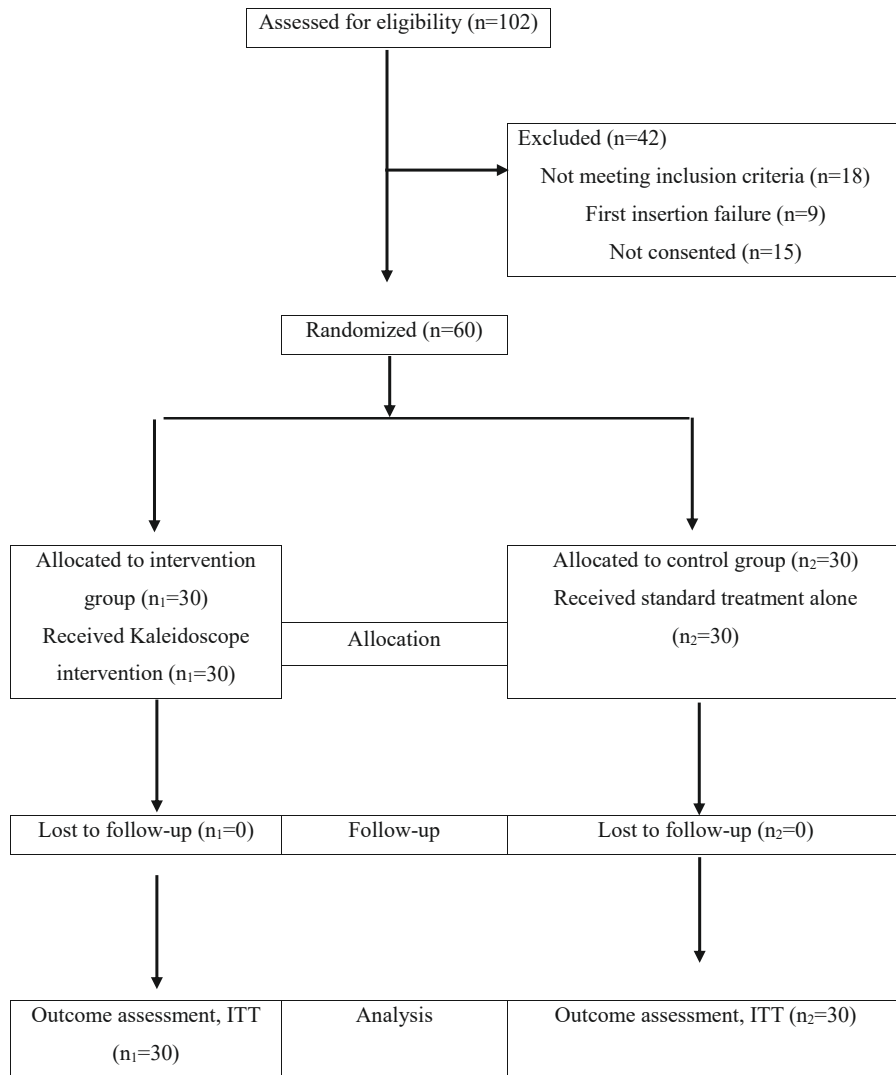 Assessed for eligibility (n=102)
Excluded (n=42)
Not meeting inclusion criteria (n=18)
First insertion failure (n=9)
Not consented (n=15)
Randomized (n=60)
Allocated to intervention
group (n₁=30)
Received Kaleidoscope
intervention (n₁=30)
Allocation
Allocated to control group (n₂=30)
Received standard treatment alone
(n₂=30)
Lost to follow-up (n₁=0)
Follow-up
Lost to follow-up (n₂=0)
Outcome assessment, ITT
(n₁=30)
Analysis
Outcome assessment, ITT (n₂=30)